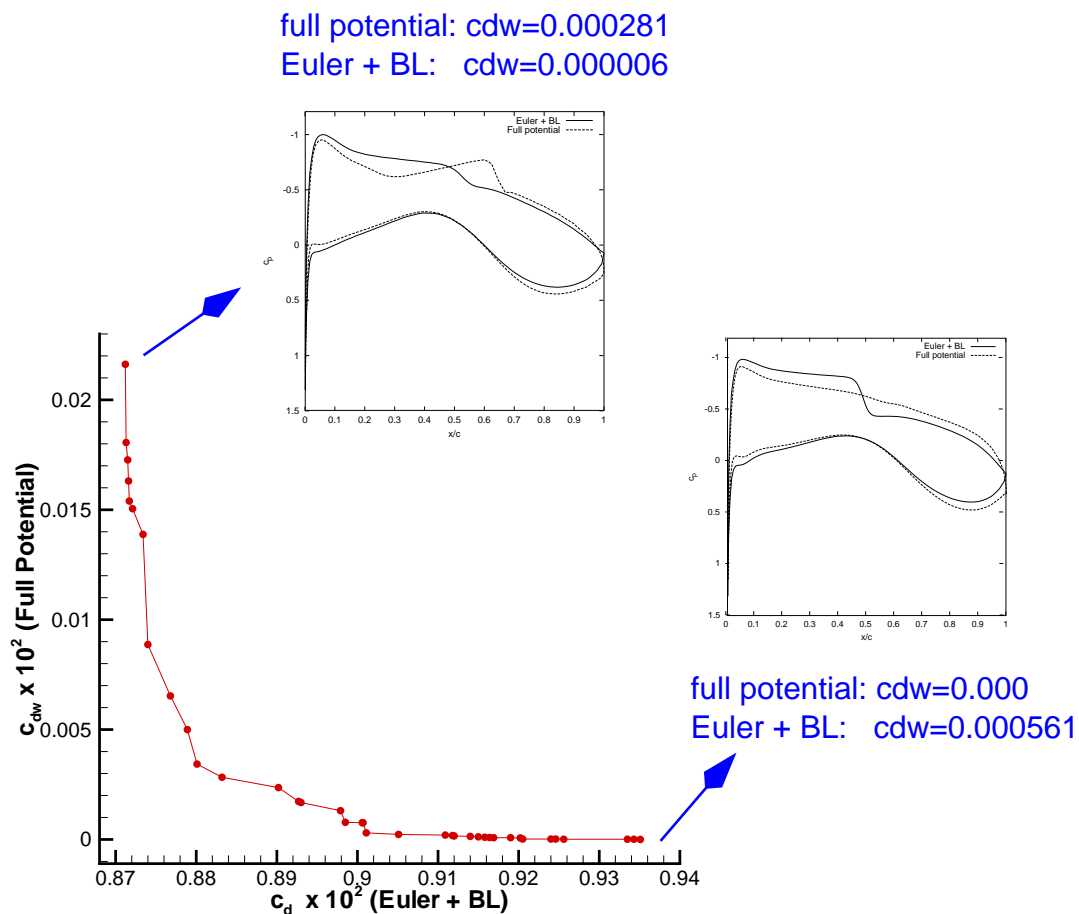 full potential: cdw=0.000281
Euler + BL: cdw=0.000006
Euler + BL
Full potential
-1
-0.5
0
0.5
1
1.5
cp
0 0.1 0.2 0.3 0.4 0.5 0.6 0.7 0.8 0.9 1
x/c
Euler + BL
Full potential
-1
-0.5
0
0.5
1
1.5
cp
0 0.1 0.2 0.3 0.4 0.5 0.6 0.7 0.8 0.9 1
x/c
full potential: cdw=0.000
Euler + BL: cdw=0.000561
0.02
0.015
0.01
0.005
0
cdw x 10² (Full Potential)
0.87 0.88 0.89 0.9 0.91 0.92 0.93 0.94
cd x 10² (Euler + BL)